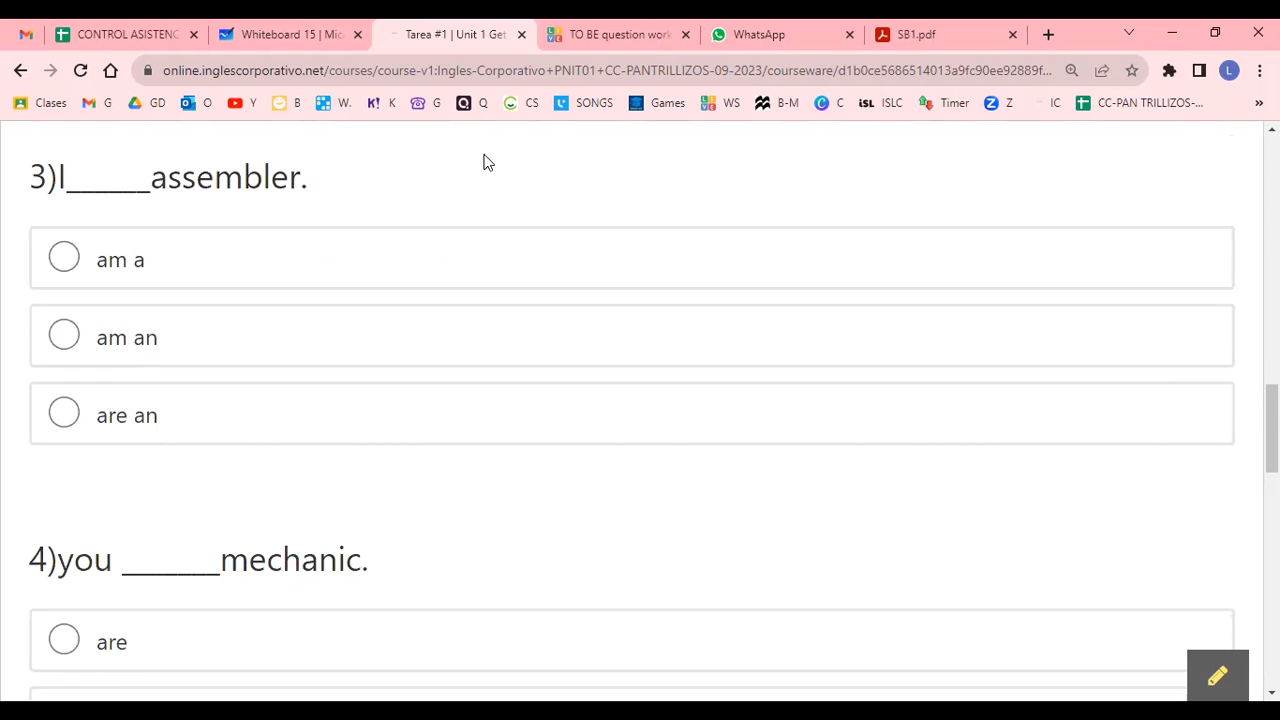 CONTROL ASISTENC
Whiteboard 15 | Mic
Tarea #1 | Unit 1 Get
TO BE question work
WhatsApp
SB1.pdf
online.inglescorporativo.net/courses/course-v1:Ingles-Corporativo+PNIT01+CC-PANTRILLIZOS-09-2023/courseware/d1b0ce5685514013a9fc90ee92889f...
L
Clases
G
GD
O
Y
B
W.
K! K
G
Q
CS
SONGS
Games
WS
B-M
C
iSL ISLC
Timer
Z
IC
CC-PAN TRILLIZOS-...
»
3)I______assembler.
am a
am an
are an
4)you _______mechanic.
are